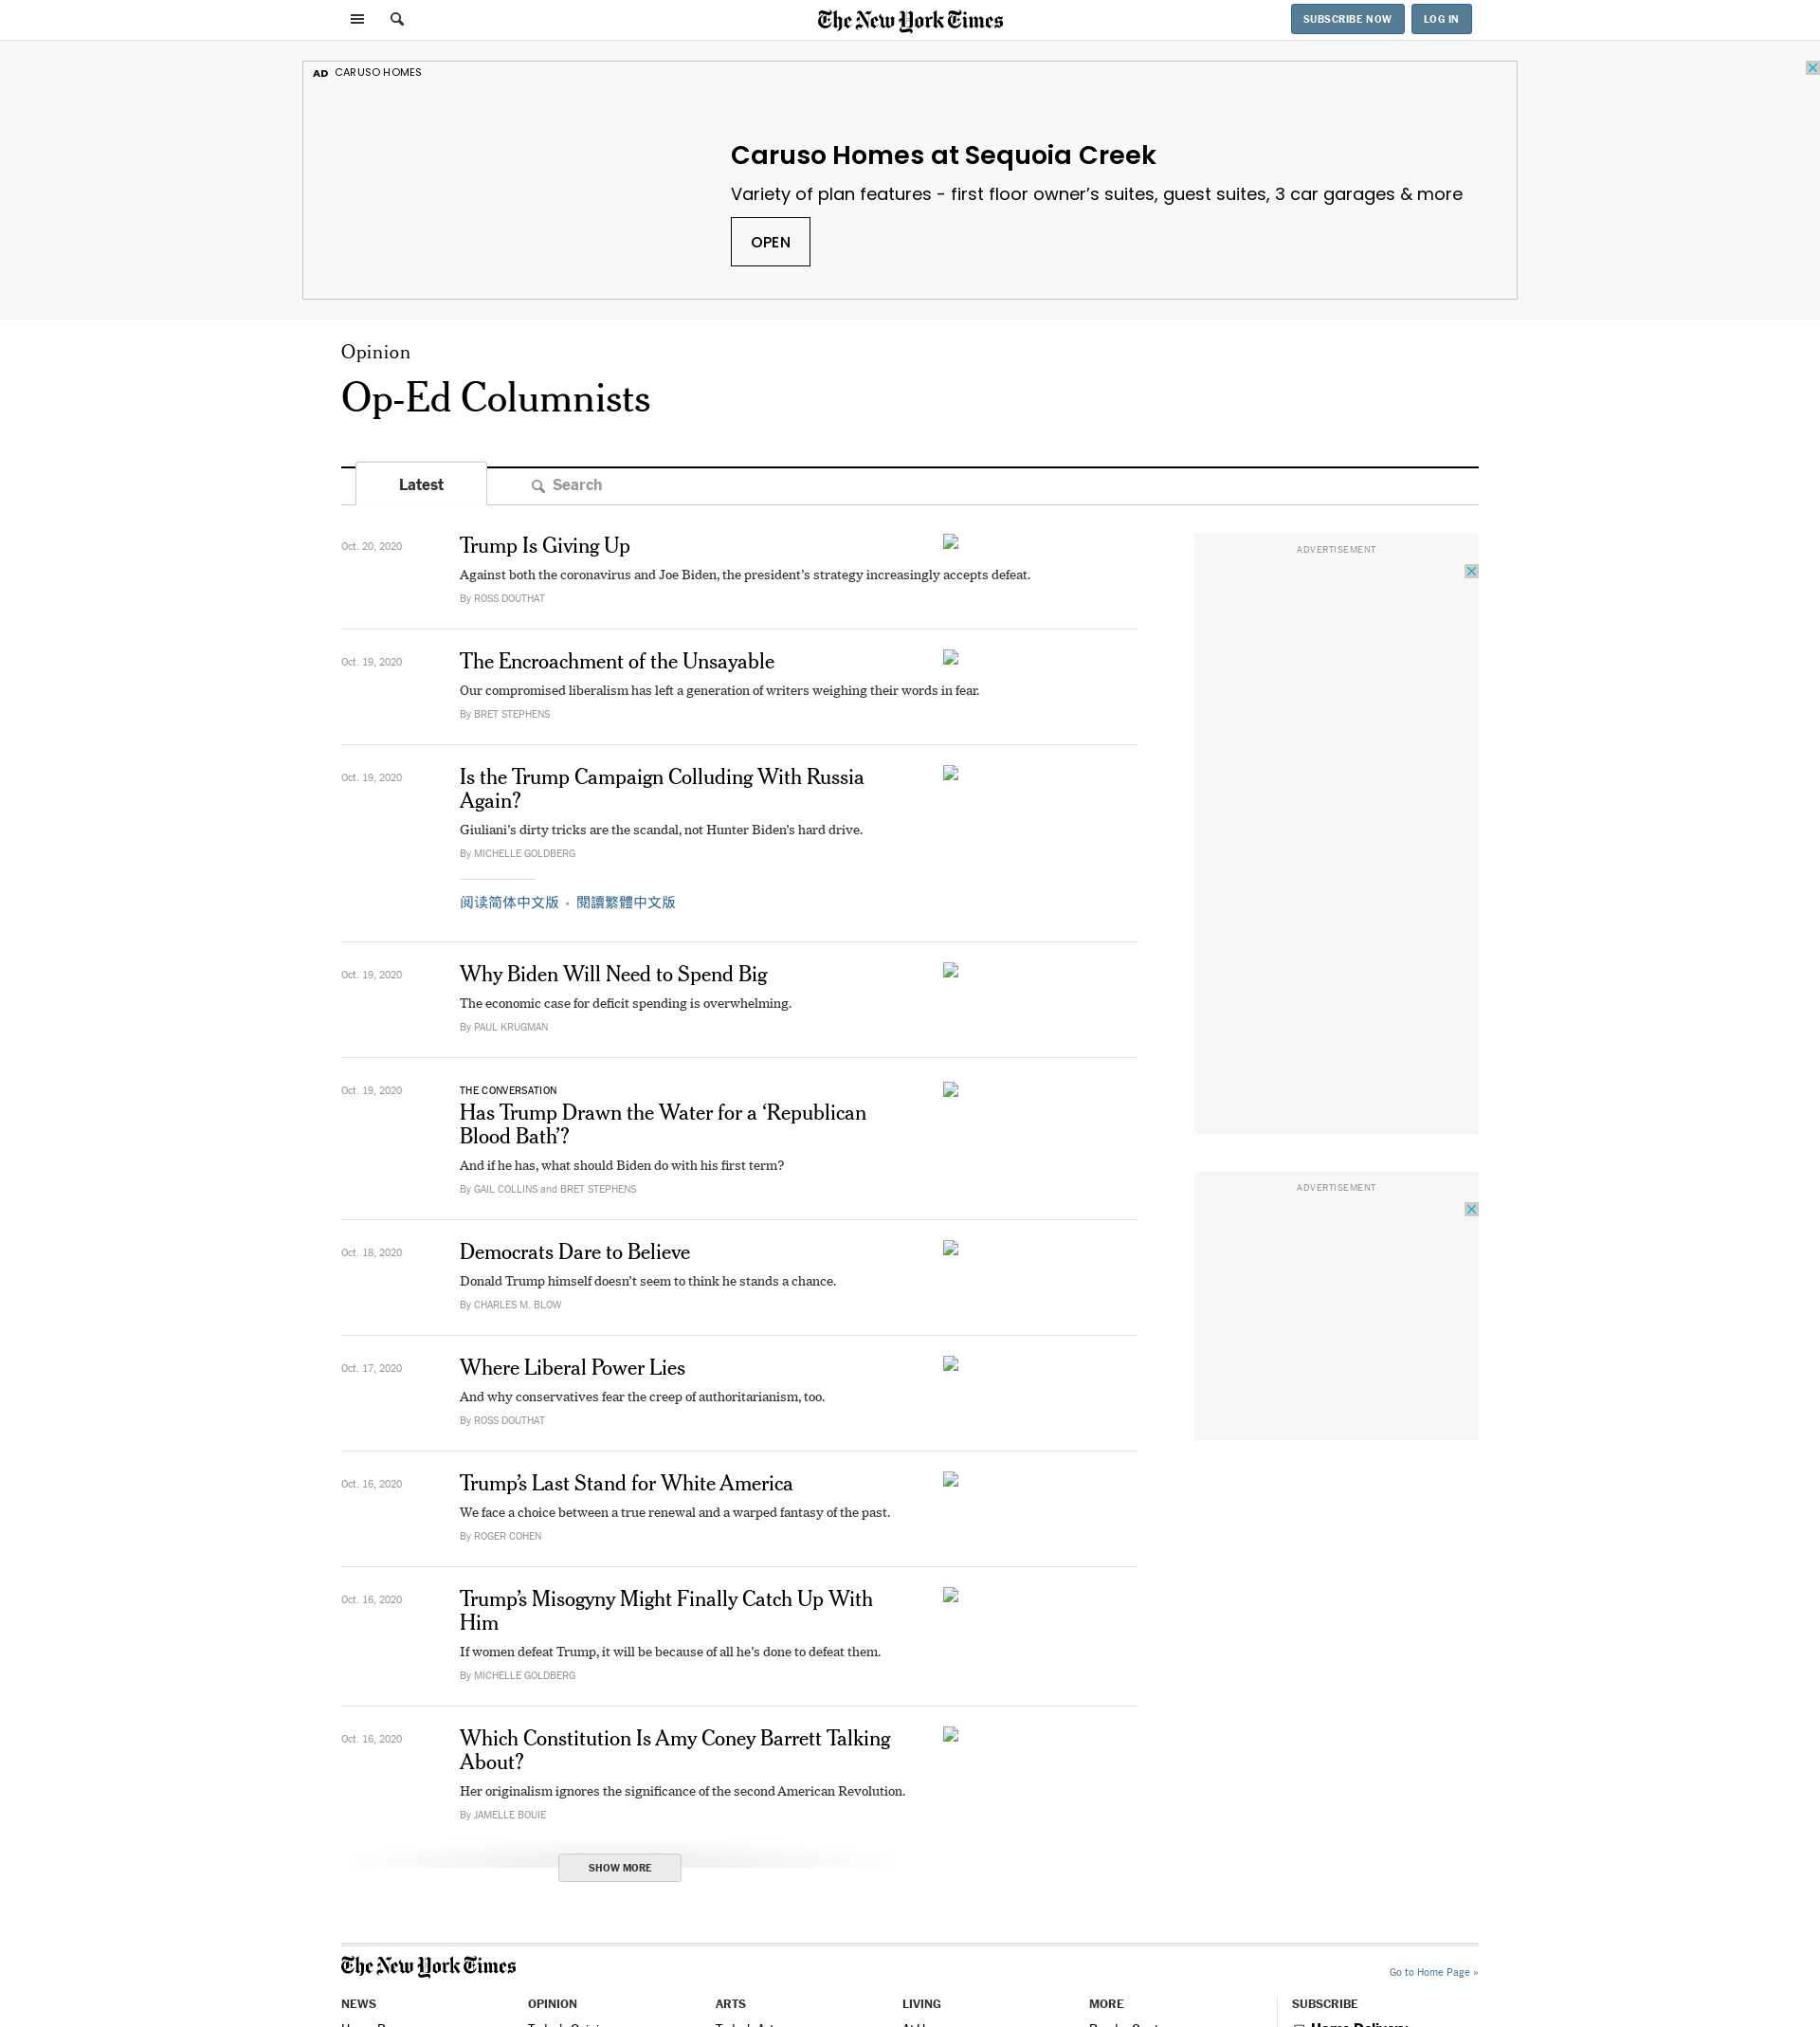 The New York Times
SUBSCRIBE NOW
LOG IN
AD CARUSO HOMES
Caruso Homes at Sequoia Creek
Variety of plan features - first floor owner’s suites, guest suites, 3 car garages & more
OPEN
Opinion
Op-Ed Columnists
Latest
Search
Oct. 20, 2020
Trump Is Giving Up
Against both the coronavirus and Joe Biden, the president’s strategy increasingly accepts defeat.
By ROSS DOUTHAT
Oct. 19, 2020
The Encroachment of the Unsayable
Our compromised liberalism has left a generation of writers weighing their words in fear.
By BRET STEPHENS
Oct. 19, 2020
Is the Trump Campaign Colluding With Russia
Again?
Giuliani’s dirty tricks are the scandal, not Hunter Biden’s hard drive.
By MICHELLE GOLDBERG
阅读简体中文版 • 閱讀繁體中文版
Oct. 19, 2020
Why Biden Will Need to Spend Big
The economic case for deficit spending is overwhelming.
By PAUL KRUGMAN
Oct. 19, 2020
THE CONVERSATION
Has Trump Drawn the Water for a ‘Republican
Blood Bath’?
And if he has, what should Biden do with his first term?
By GAIL COLLINS and BRET STEPHENS
Oct. 18, 2020
Democrats Dare to Believe
Donald Trump himself doesn’t seem to think he stands a chance.
By CHARLES M. BLOW
Oct. 17, 2020
Where Liberal Power Lies
And why conservatives fear the creep of authoritarianism, too.
By ROSS DOUTHAT
Oct. 16, 2020
Trump’s Last Stand for White America
We face a choice between a true renewal and a warped fantasy of the past.
By ROGER COHEN
Oct. 16, 2020
Trump’s Misogyny Might Finally Catch Up With
Him
If women defeat Trump, it will be because of all he’s done to defeat them.
By MICHELLE GOLDBERG
Oct. 16, 2020
Which Constitution Is Amy Coney Barrett Talking
About?
Her originalism ignores the significance of the second American Revolution.
By JAMELLE BOUIE
SHOW MORE
ADVERTISEMENT
ADVERTISEMENT
The New York Times
Go to Home Page »
NEWS
OPINION
ARTS
LIVING
MORE
SUBSCRIBE
Home Delivery